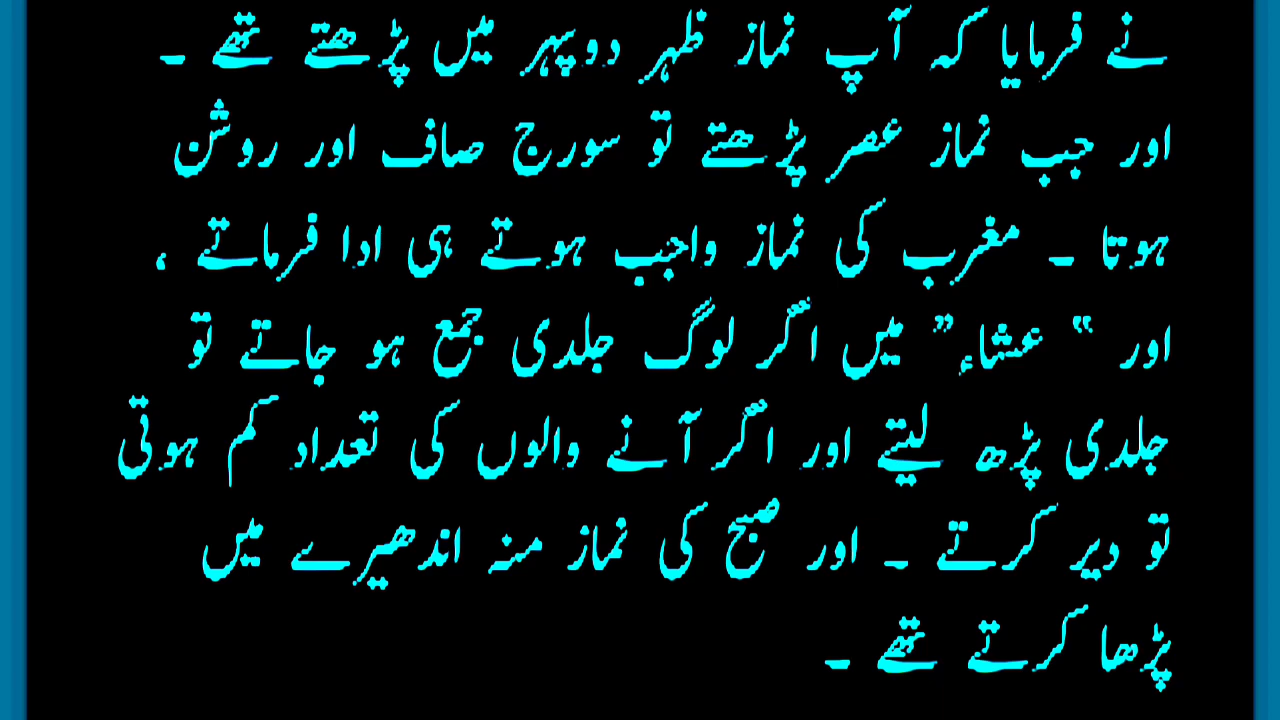 نے فرمایا کہ آپ نماز ظہر دوپہر میں پڑھتے تھے ۔
اور جب نماز عصر پڑھتے تو سورج صاف اور روشن
ہوتا ۔ مغرب کی نماز واجب ہوتے ہی ادا فرماتے ،
اور “ عشاء” میں اگر لوگ جلدی جمع ہو جاتے تو
جلدی پڑھ لیتے اور اگر آنے والوں کی تعداد کم ہوتی
تو دیر کرتے ۔ اور صبح کی نماز منہ اندھیرے میں
پڑھا کرتے تھے ۔